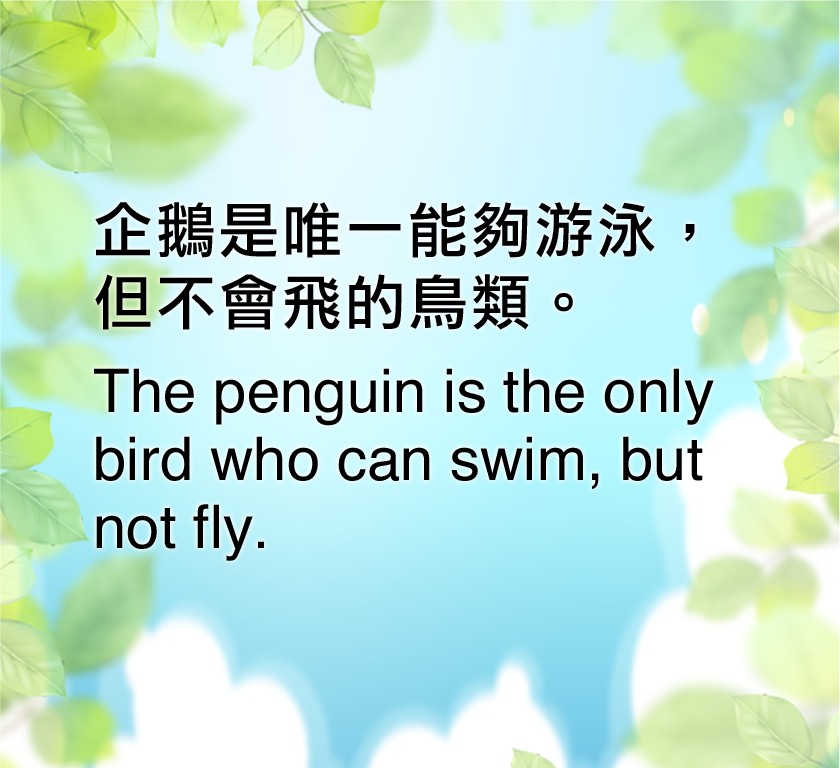 企鵝是唯一能夠游泳，
但不會飛的鳥類。
The penguin is the only
bird who can swim, but
not fly.